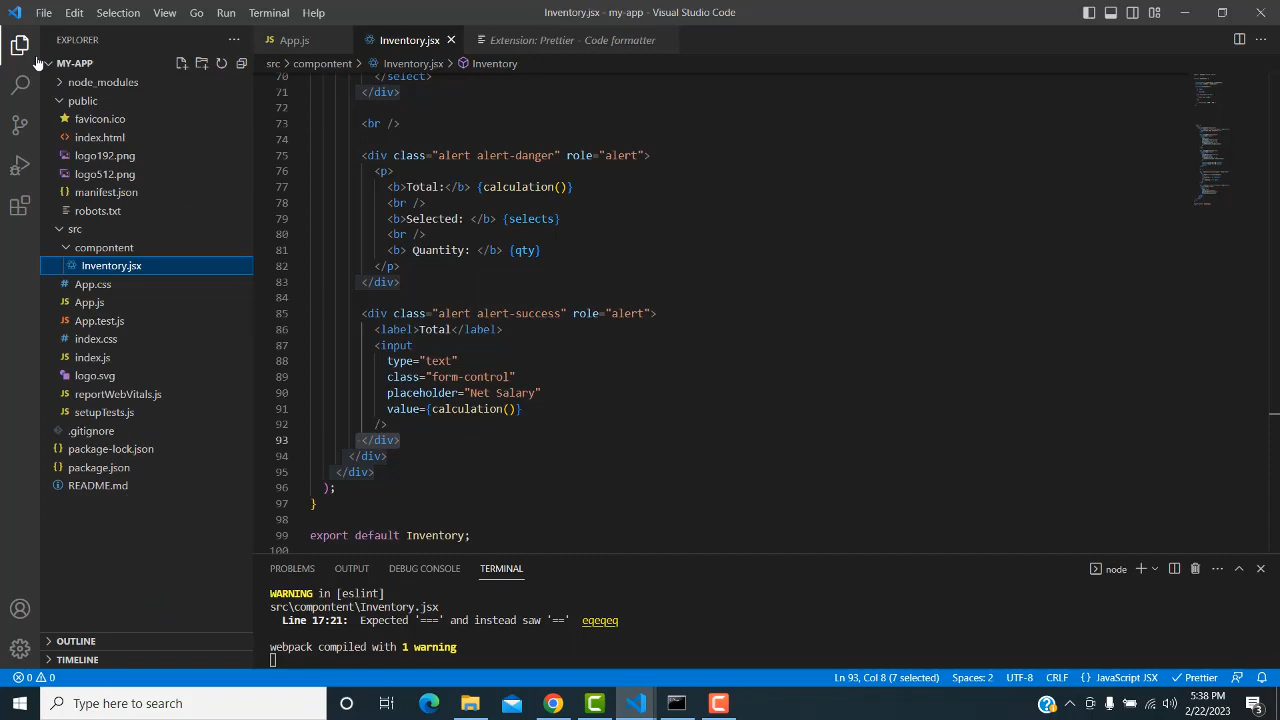 File Edit Selection View Go Run Terminal Help Inventory.jsx - my-app - Visual Studio Code
EXPLORER
MY-APP
node_modules
public
favicon.ico
index.html
logo192.png
logo512.png
manifest.json
robots.txt
src
compontent
Inventory.jsx
App.css
App.js
App.test.js
index.css
index.js
logo.svg
reportWebVitals.js
setupTests.js
.gitignore
package-lock.json
package.json
README.md
OUTLINE
TIMELINE
App.js Inventory.jsx Extension: Prettier - Code formatter
src > compontent > Inventory.jsx > Inventory
70 </select>
71 </div>
72
73 <br />
74
75 <div class="alert alert-danger" role="alert">
76 <p>
77 <b>Total:</b> {calculation()}
78 <br />
79 <b>Selected: </b> {selects}
80 <br />
81 <b> Quantity: </b> {qty}
82 </p>
83 </div>
84
85 <div class="alert alert-success" role="alert">
86 <label>Total</label>
87 <input
88 type="text"
89 class="form-control"
90 placeholder="Net Salary"
91 value={calculation()}
92 />
93 </div>
94 </div>
95 </div>
96 );
97 }
98
99 export default Inventory;
100
PROBLEMS OUTPUT DEBUG CONSOLE TERMINAL node
WARNING in [eslint]
src\compontent\Inventory.jsx
Line 17:21: Expected '===' and instead saw '==' eqeqeq
webpack compiled with 1 warning
0 0 Ln 93, Col 8 (7 selected) Spaces: 2 UTF-8 CRLF {} JavaScript JSX Prettier
Type here to search
5:38 PM
2/22/2023
3